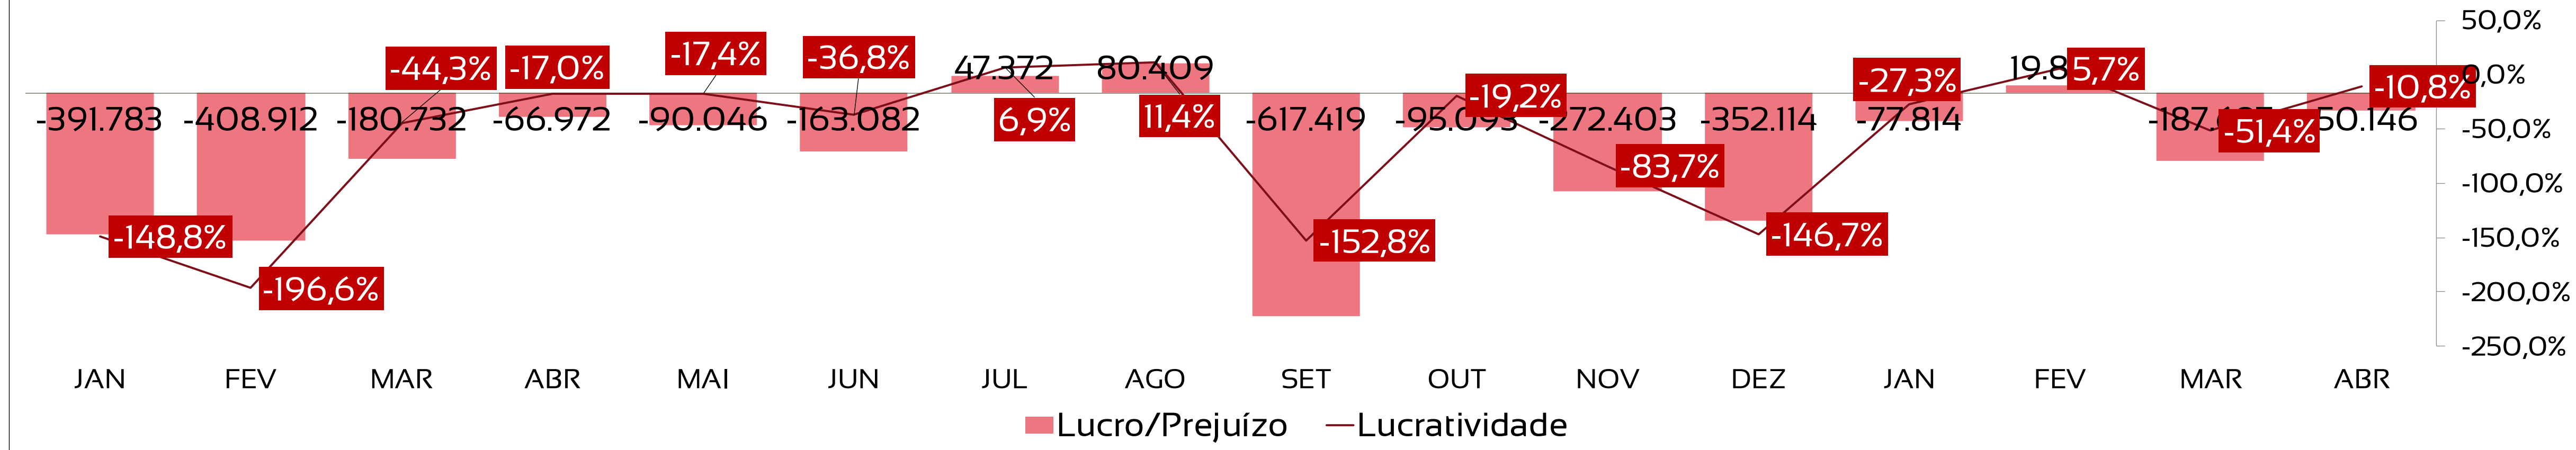 50,0%
0,0%
-50,0%
-100,0%
-150,0%
-200,0%
-250,0%
-44,3% -17,0% -17,4% -36,8% 6,9% 11,4% -19,2% -27,3% 5,7% -10,8%
-148,8% -196,6% -152,8% -83,7% -146,7% -51,4%
-391.783 -408.912 -180.732 -66.972 -90.046 -163.082 47.372 80.409 -617.419 -95.093 -272.403 -352.114 -77.814
JAN FEV MAR ABR MAI JUN JUL AGO SET OUT NOV DEZ JAN FEV MAR ABR
Lucro/Prejuízo Lucratividade